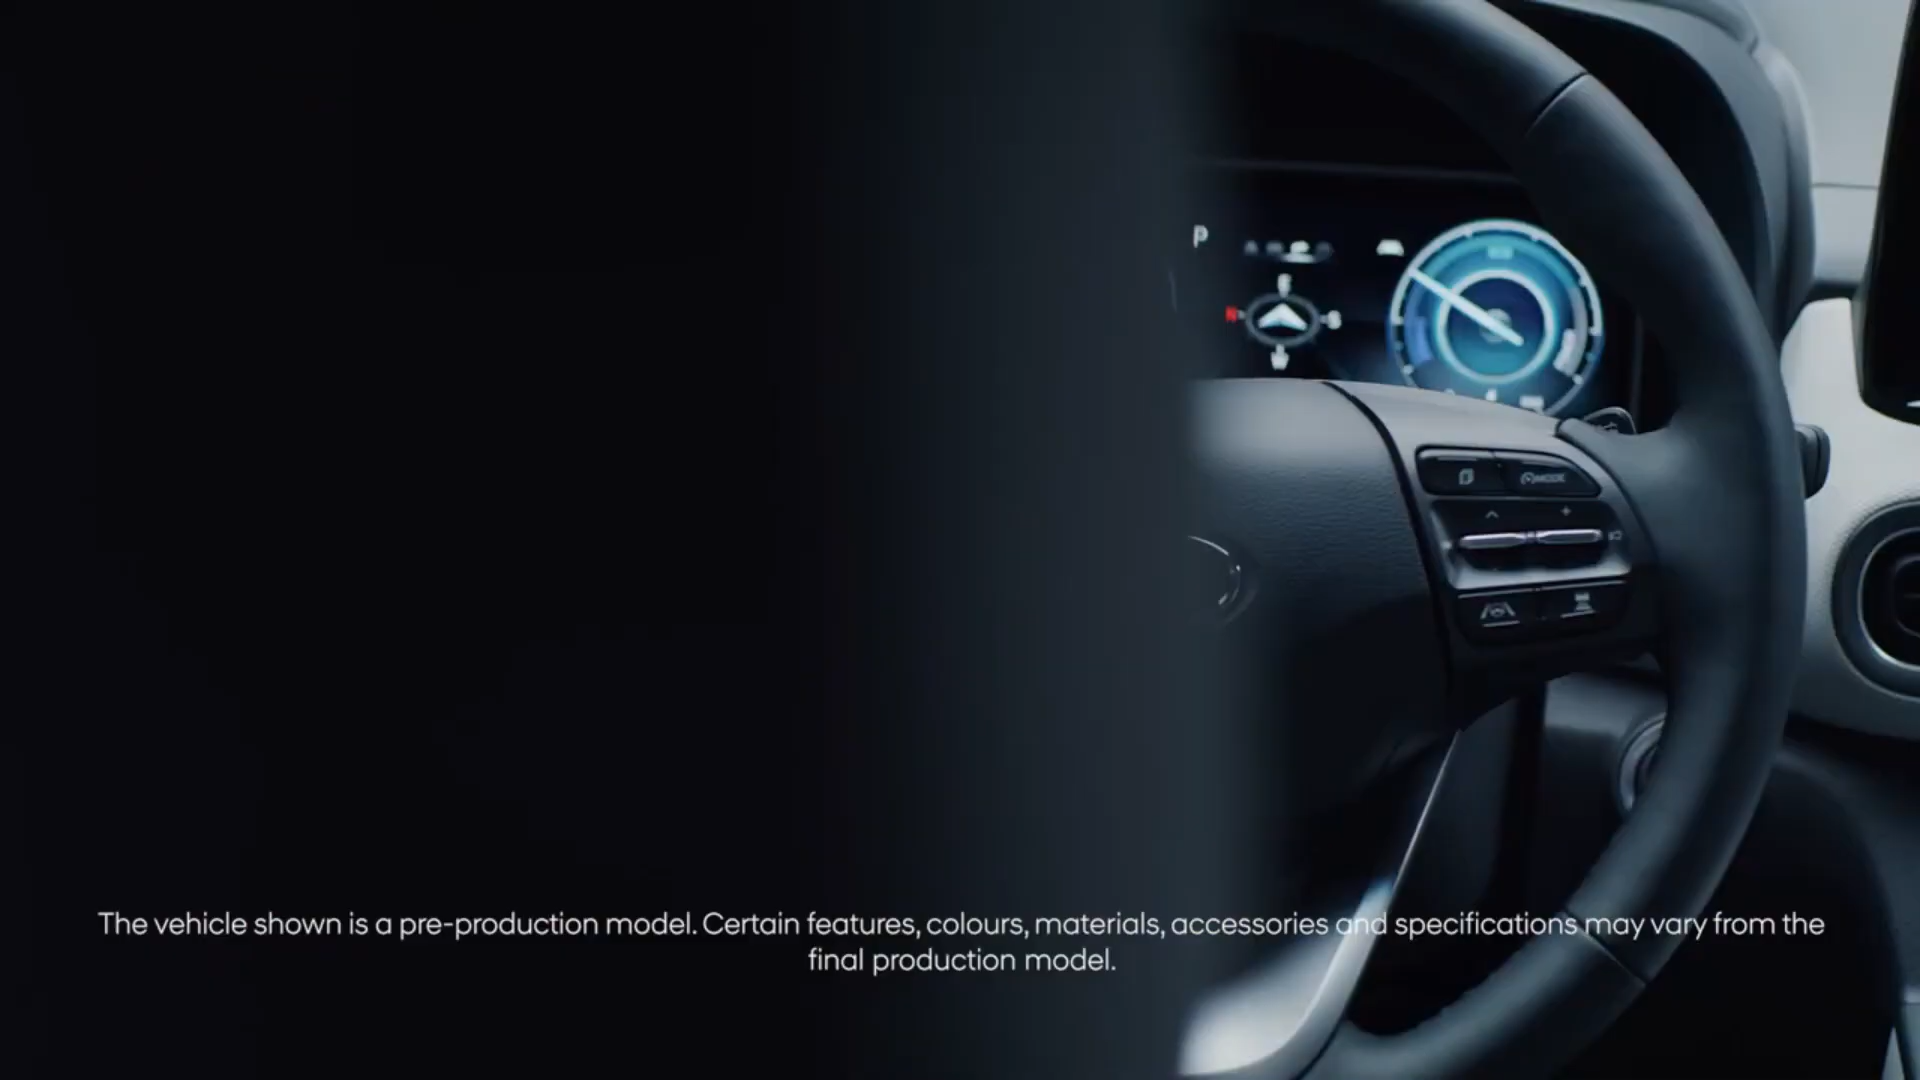 P
E
N
S
W
MODE
The vehicle shown is a pre-production model. Certain features, colours, materials, accessories and specifications may vary from the
final production model.